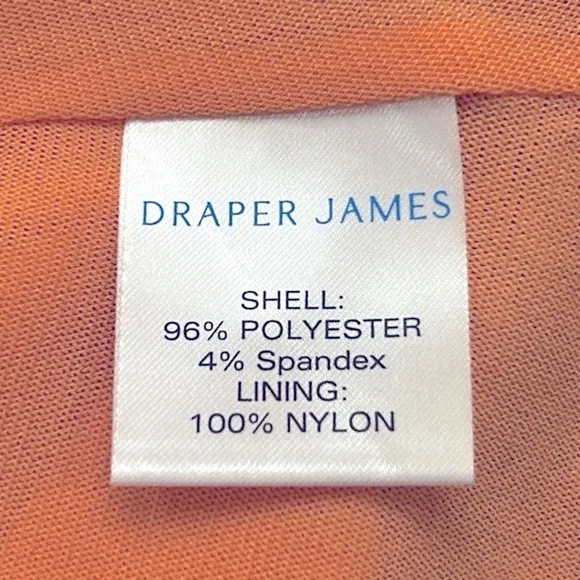 DRAPER JAMES
SHELL:
96% POLYESTER
4% Spandex
LINING:
100% NYLON